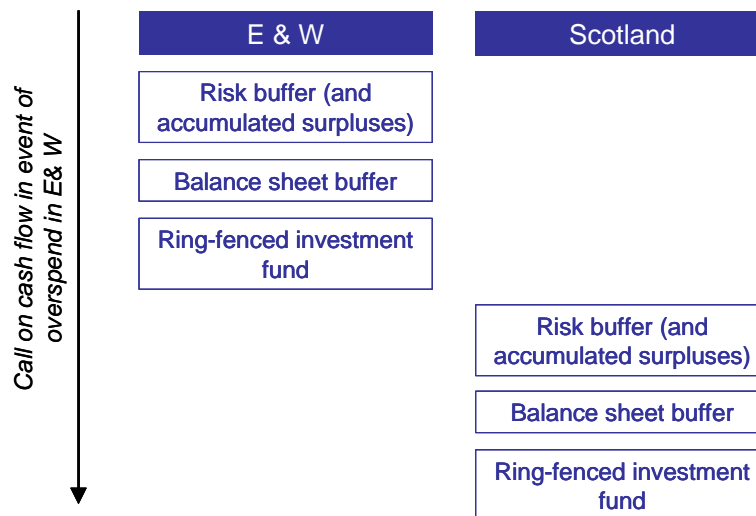 E & W
Scotland
Call on cash flow in event of
overspend in E& W
Risk buffer (and
accumulated surpluses)
Balance sheet buffer
Ring-fenced investment
fund
Risk buffer (and
accumulated surpluses)
Balance sheet buffer
Ring-fenced investment
fund